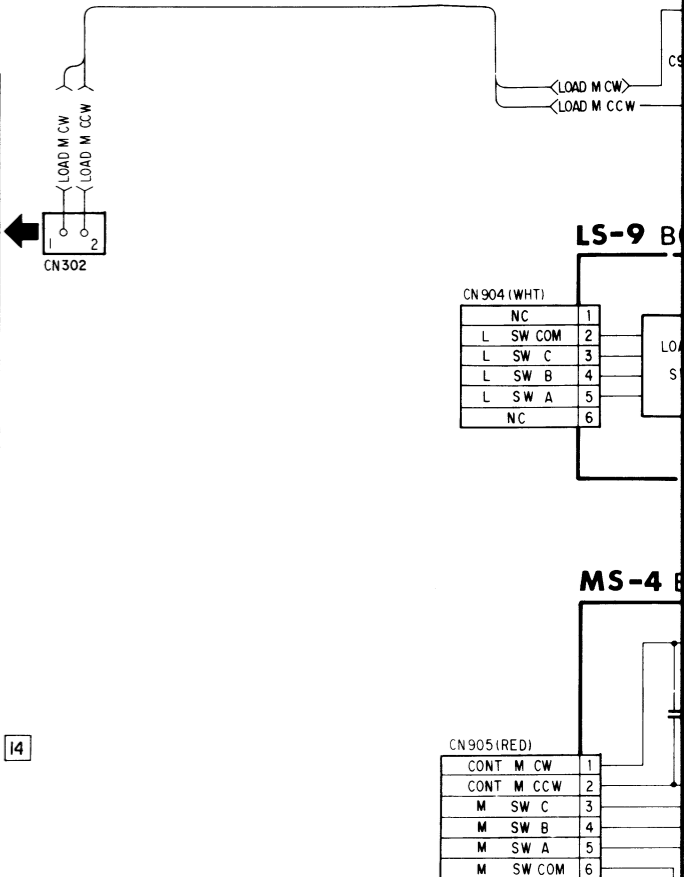 LOAD M CW
LOAD M CCW
LOAD M CW
LOAD M CCW
1 2
CN302
LS-9
CN904 (WHT)
NC 1
L SW COM 2
L SW C 3
L SW B 4
L SW A 5
NC 6
MS-4
14
CN905 (RED)
CONT M CW 1
CONT M CCW 2
M SW C 3
M SW B 4
M SW A 5
M SW COM 6